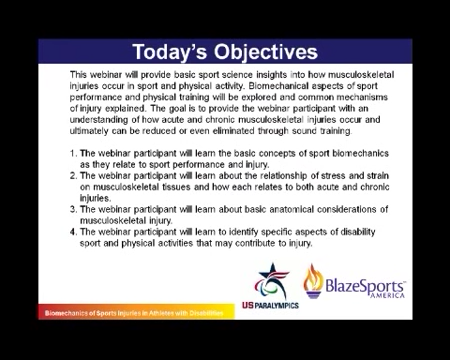 Today's Objectives
This webinar will provide basic sport science insights into how musculoskeletal
injuries occur in sport and physical activity. Biomechanical aspects of sport
performance and physical training will be explored and common mechanisms
of injury explained. The goal is to provide the webinar participant with an
understanding of how acute and chronic musculoskeletal injuries occur and
ultimately can be reduced or even eliminated through sound training.
1. The webinar participant will learn the basic concepts of sport biomechanics
as they relate to sport performance and injury.
2. The webinar participant will learn about the relationship of stress and strain
on musculoskeletal tissues and how each relates to both acute and chronic
injuries.
3. The webinar participant will learn about basic anatomical considerations of
musculoskeletal injury.
4. The webinar participant will learn to identify specific aspects of disability
sport and physical activities that may contribute to injury.
US PARALYMPICS
BlazeSports
AMERICA
Biomechanics of Sports Injuries in Athletes with Disabilities